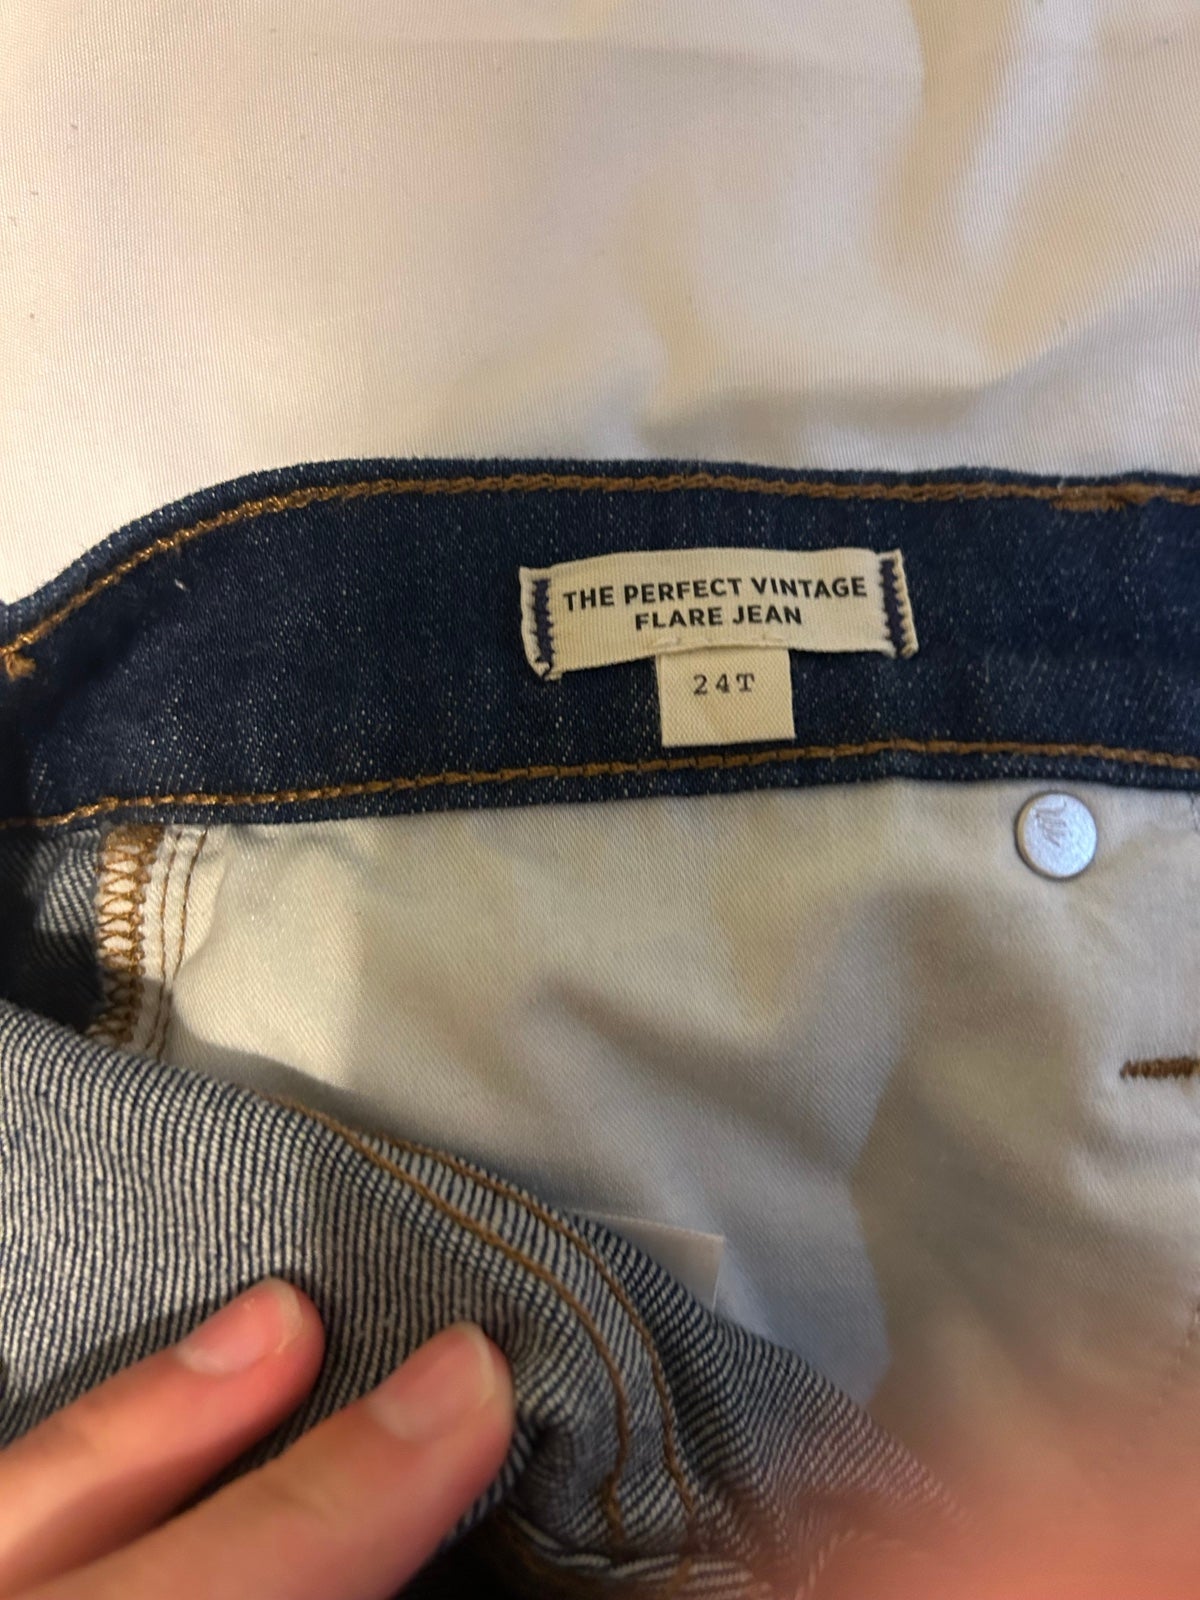 THE PERFECT VINTAGE
FLARE JEAN
24T